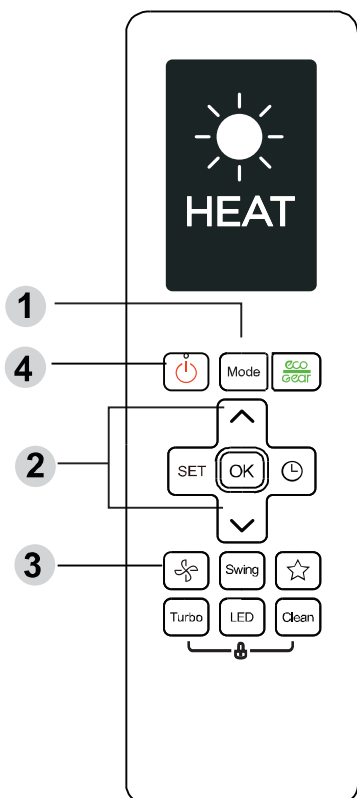 HEAT
1
4
Mode
eco
GEAR
2
SET OK
3
Swing
Turbo LED Clean